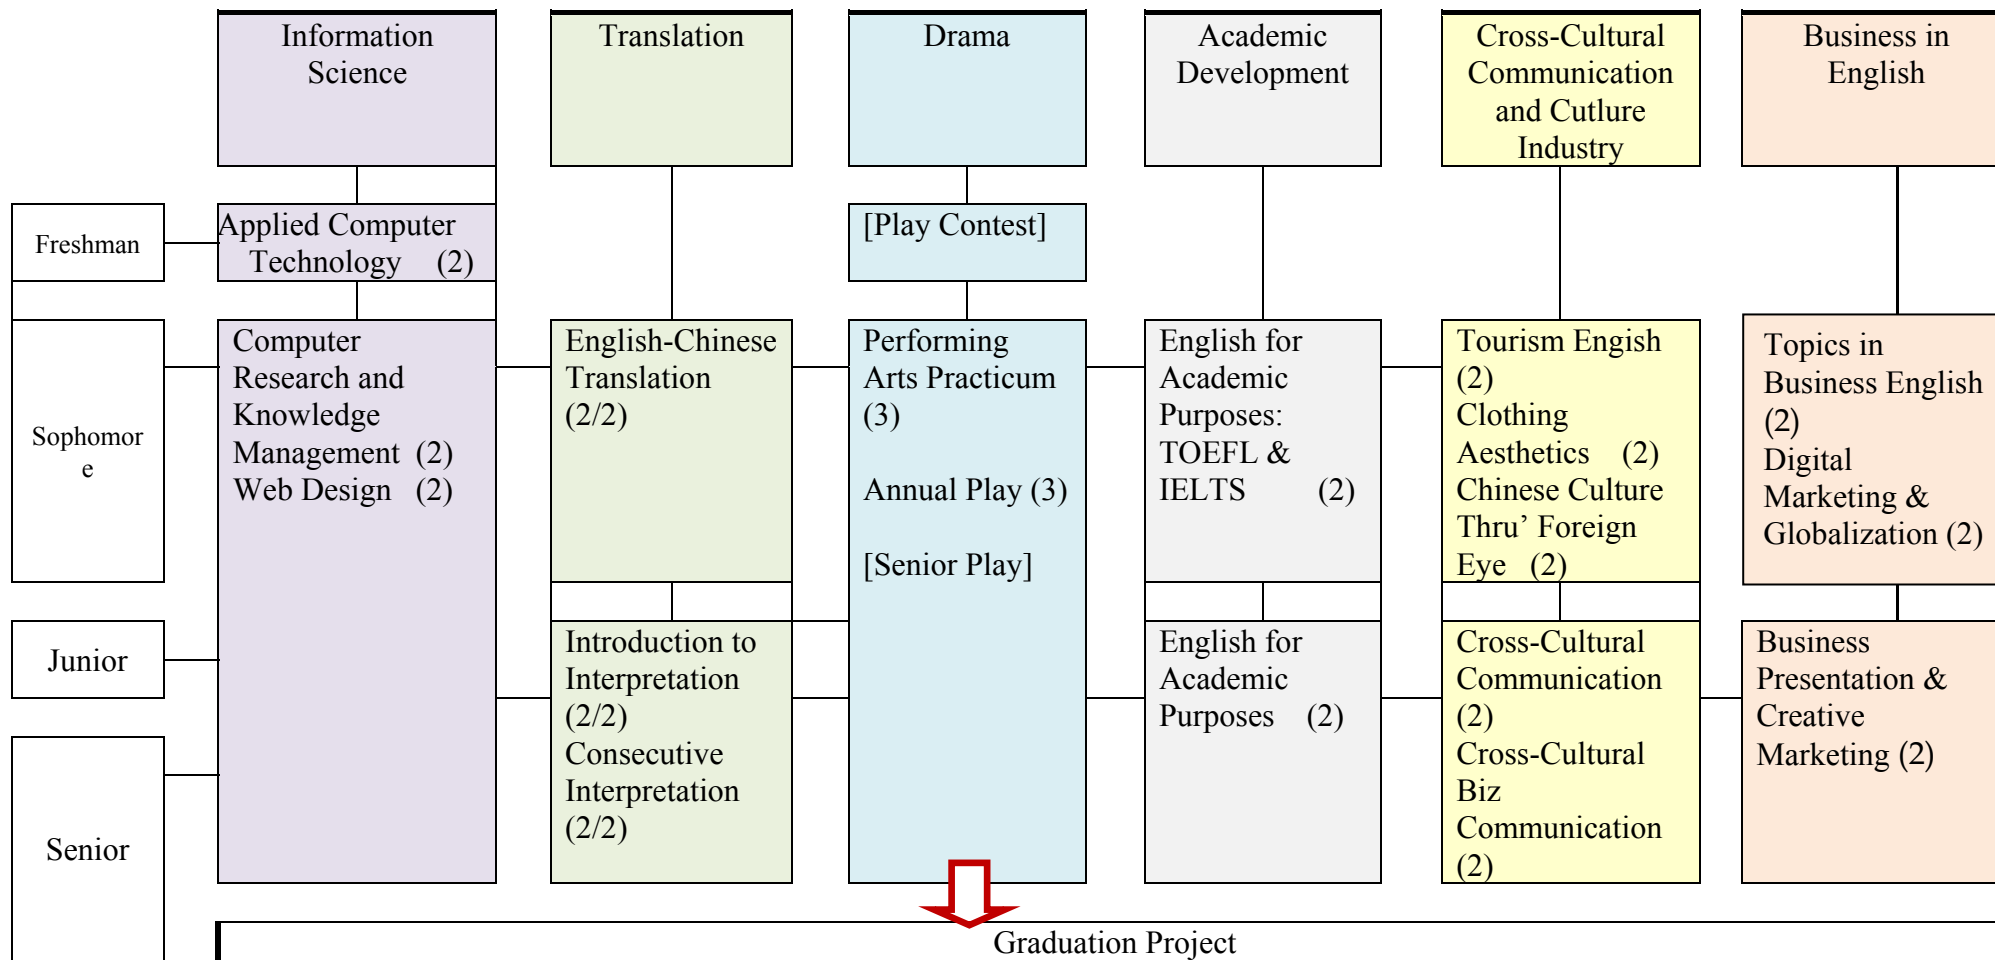 Information
Science
Translation
Drama
Academic
Development
Cross-Cultural
Communication
and Cutlure
Industry
Business in
English
Freshman
Applied Computer
Technology (2)
[Play Contest]
Sophomor
e
Computer
Research and
Knowledge
Management (2)
Web Design (2)
English-Chinese
Translation
(2/2)
Performing
Arts Practicum
(3)
Annual Play (3)
[Senior Play]
English for
Academic
Purposes:
TOEFL &
IELTS (2)
Tourism Engish
(2)
Clothing
Aesthetics (2)
Chinese Culture
Thru’ Foreign
Eye (2)
Topics in
Business English
(2)
Digital
Marketing &
Globalization (2)
Junior
Introduction to
Interpretation
(2/2)
Consecutive
Interpretation
(2/2)
English for
Academic
Purposes (2)
Cross-Cultural
Communication
(2)
Cross-Cultural
Biz
Communication
(2)
Business
Presentation &
Creative
Marketing (2)
Senior
Graduation Project